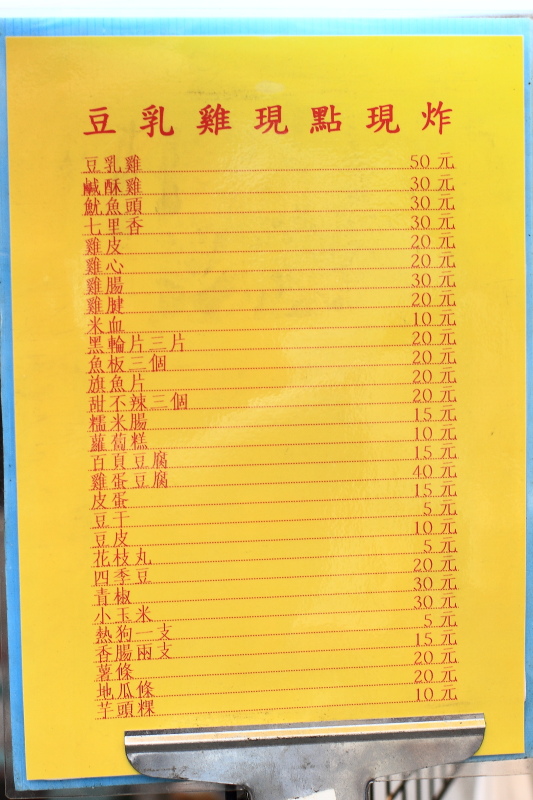 豆乳雞現點現炸
豆乳雞 50元
鹹酥雞 30元
魷魚頭 30元
七里香 30元
雞皮 20元
雞心 20元
雞腸 30元
雞腱 20元
米血 10元
黑輪片三片 20元
魚板三個 20元
旗魚片 20元
甜不辣三個 20元
糯米腸 15元
蘿蔔糕 10元
百頁豆腐 15元
雞蛋豆腐 40元
皮蛋 15元
豆干 5元
豆皮 10元
花枝丸 5元
四季豆 20元
青椒 30元
小玉米 30元
熱狗一支 5元
香腸兩支 15元
薯條 20元
地瓜條 20元
芋頭粿 10元